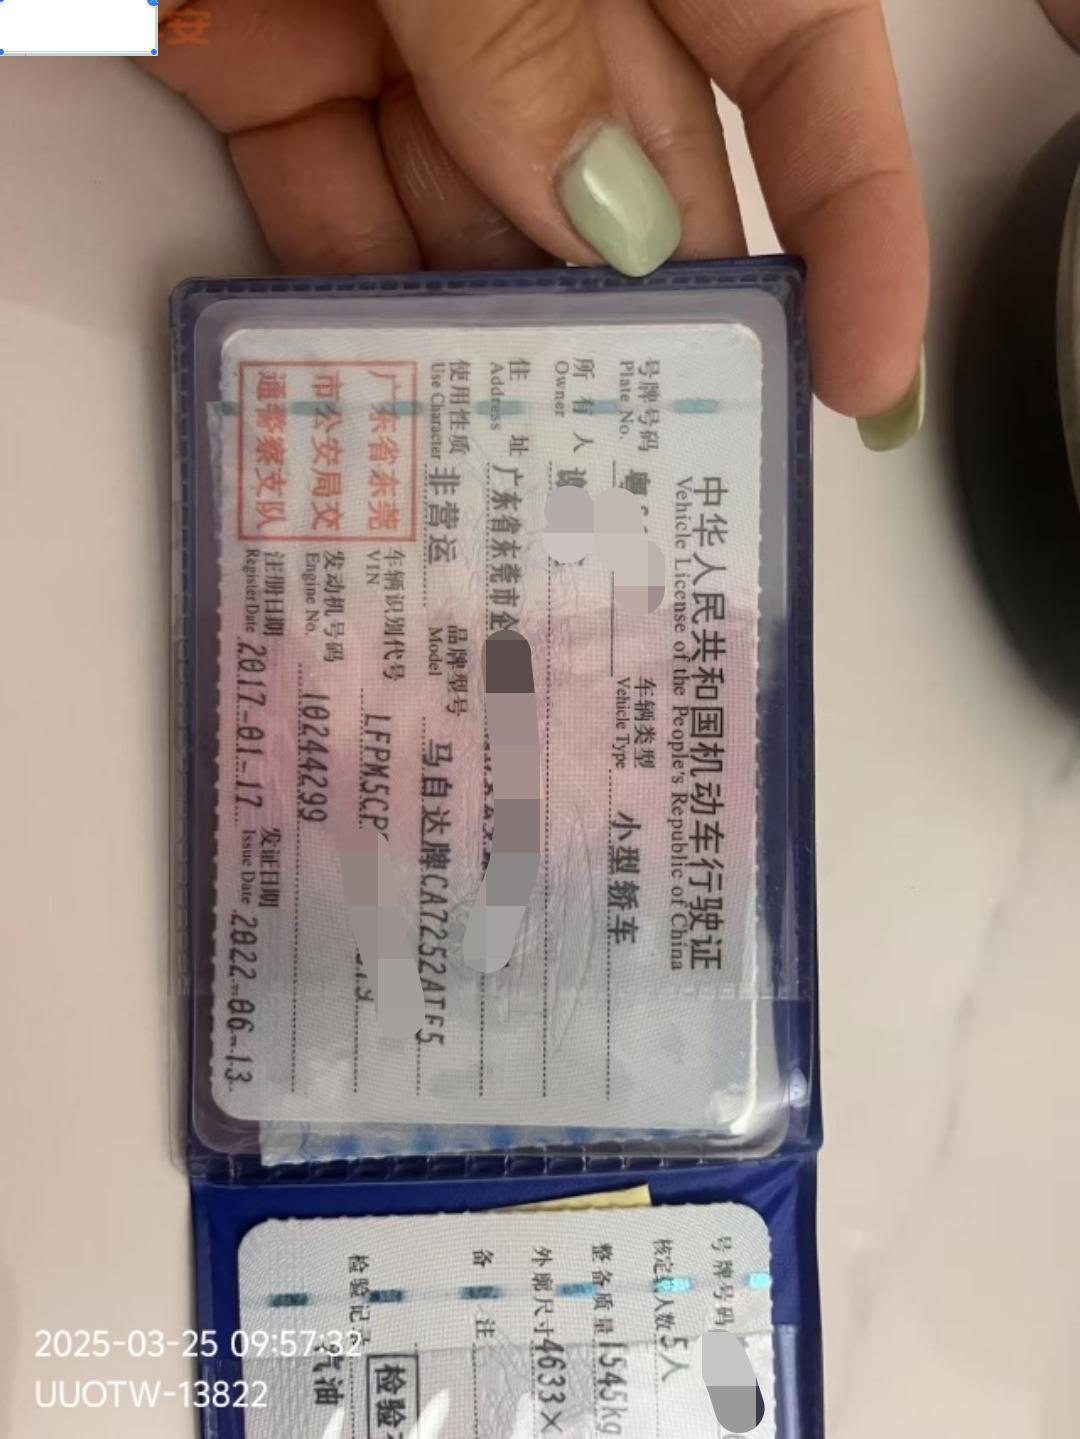 安
中华人民共和国机动车行驶证
Vehicle License of the People's Republic of China
号牌号码
Plate No.
粤
车辆类型
Vehicle Type
小型轿车
所有人
Owner
住址
Address
广东省东莞市企
使用性质
Use Character
非营运
品牌型号
Model
马自达牌CA7252ATE5
广东省东莞
市公安局交
通警察支队
车辆识别代号
VIN
LFPM5CP
发动机号码
Engine No.
10244299
注册日期
Register Date
2017-01-17
发证日期
Issue Date
2022-06-13
号牌号码
核定载人数 5人
整备质量 1545kg
外廓尺寸 4633×
备注
检验记
汽油
检验
2025-03-25 09:57:32
UUOTW-13822